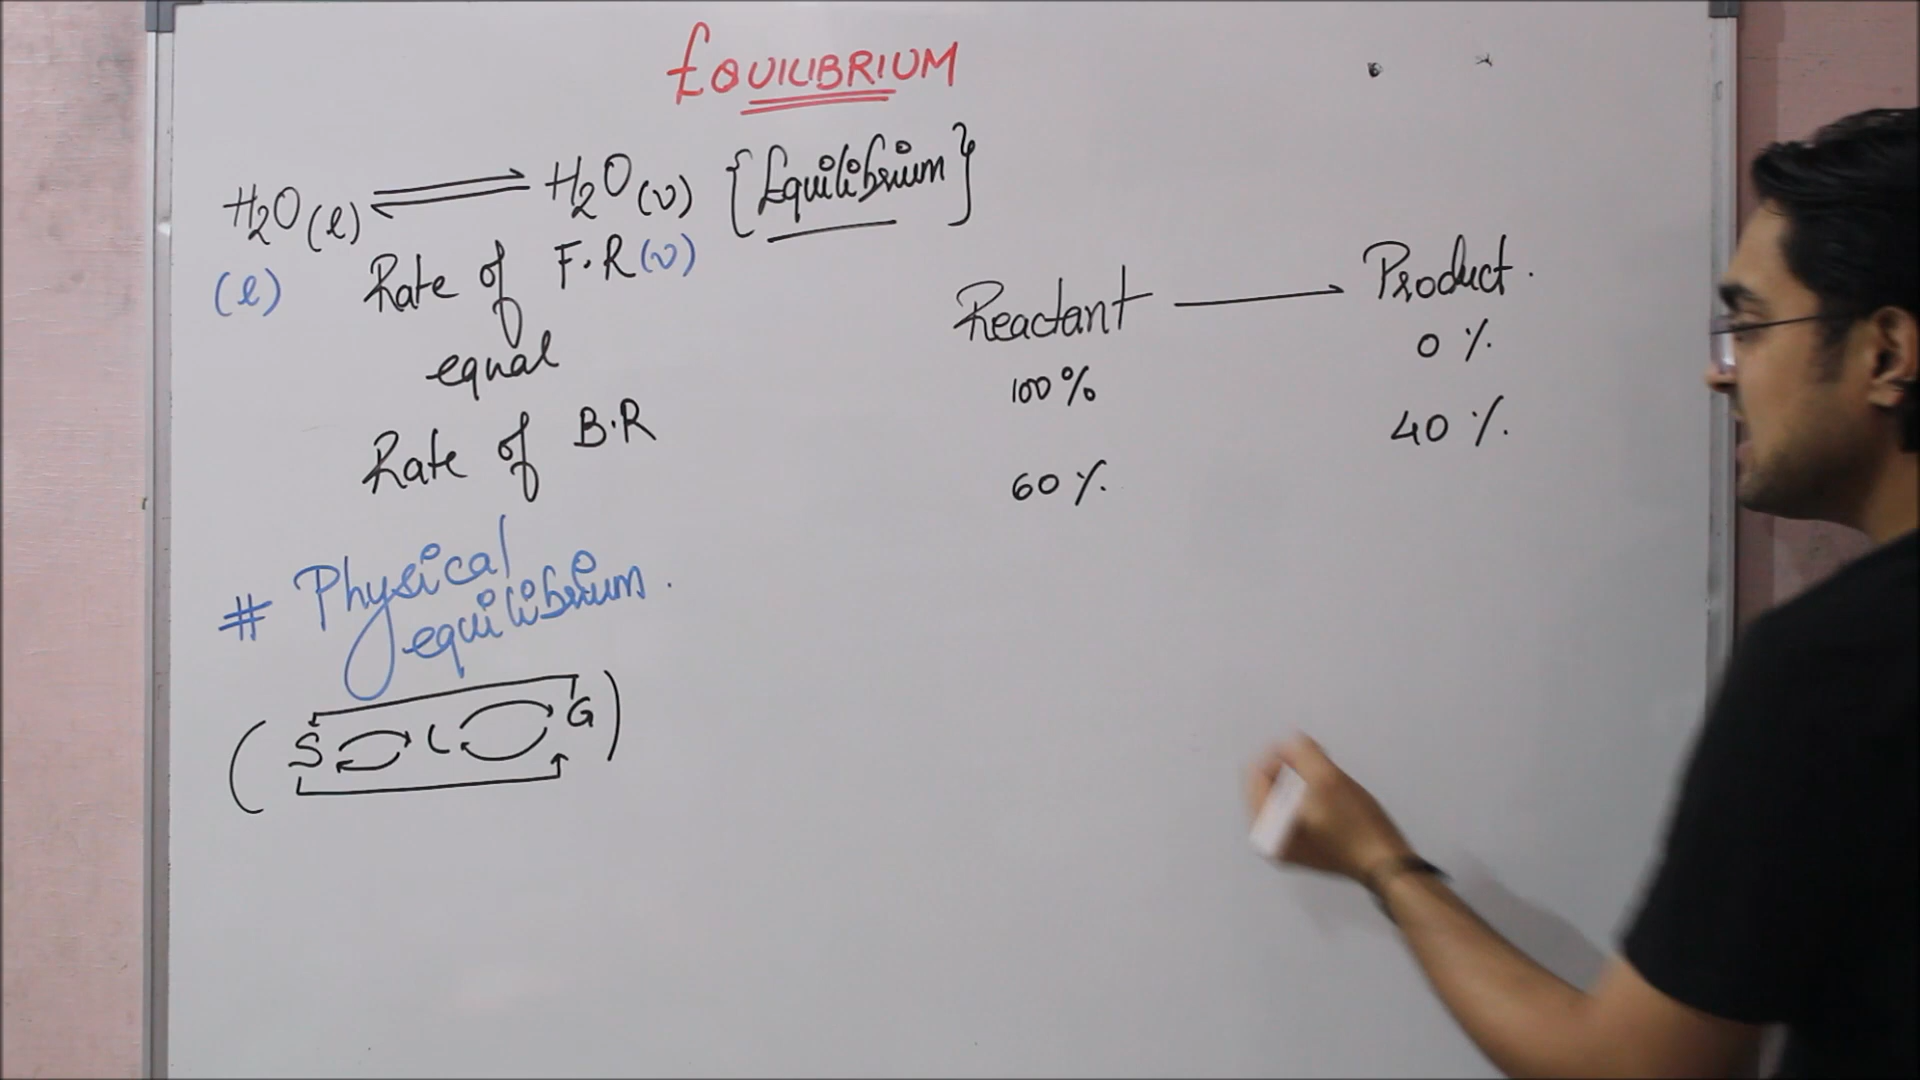 EQUILIBRIUM
H2O(l) ⇌ H2O(v) {Equilibrium}
(l) Rate of F.R (v)
equal
Rate of B.R
# Physical
equilibrium.
(S L G)
Reactant → Product.
100% 0%
60% 40%